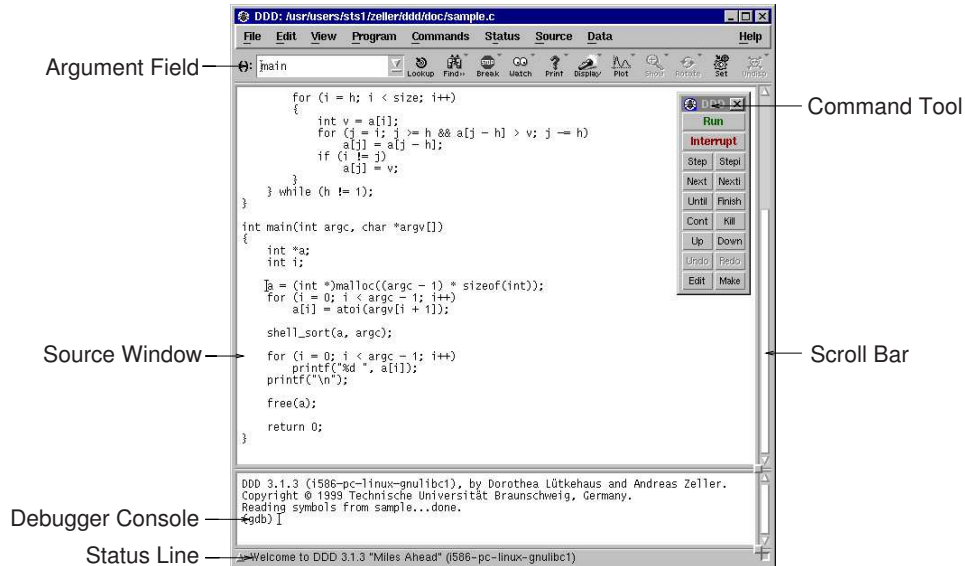 DDD: /usr/users/sts1/zeller/ddd/doc/sample.c
File Edit View Program Commands Status Source Data Help
Argument Field
(): main
Lookup Find>> Break Watch Print Display Plot Show Rotate Set Undisp
for (i = h; i < size; i++)
{
int v = a[i];
for (j = i; j >= h && a[j - h] > v; j -= h)
a[j] = a[j - h];
if (i != j)
a[j] = v;
}
} while (h != 1);
}
int main(int argc, char *argv[])
{
int *a;
int i;
a = (int *)malloc((argc - 1) * sizeof(int));
for (i = 0; i < argc - 1; i++)
a[i] = atoi(argv[i + 1]);
shell_sort(a, argc);
for (i = 0; i < argc - 1; i++)
printf("%d ", a[i]);
printf("\n");
free(a);
return 0;
}
DDD
Run
Interrupt
Step Stepi
Next Nexti
Until Finish
Cont Kill
Up Down
Undo Redo
Edit Make
Command Tool
Source Window
Scroll Bar
DDD 3.1.3 (i586-pc-linux-gnulibc1), by Dorothea Lütkehaus and Andreas Zeller.
Copyright © 1999 Technische Universität Braunschweig, Germany.
Reading symbols from sample...done.
(gdb)
Debugger Console
Status Line
Welcome to DDD 3.1.3 "Miles Ahead" (i586-pc-linux-gnulibc1)